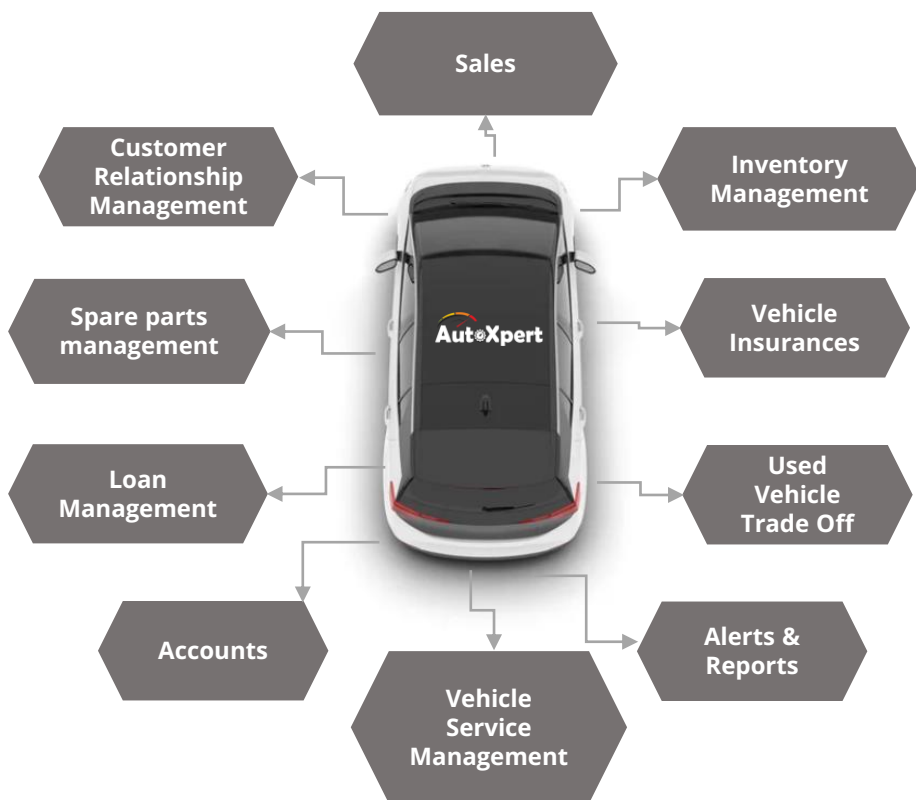 Sales
Customer
Relationship
Management
Inventory
Management
Spare parts
management
AutoXpert
Vehicle
Insurances
Loan
Management
Used
Vehicle
Trade Off
Accounts
Alerts &
Reports
Vehicle
Service
Management